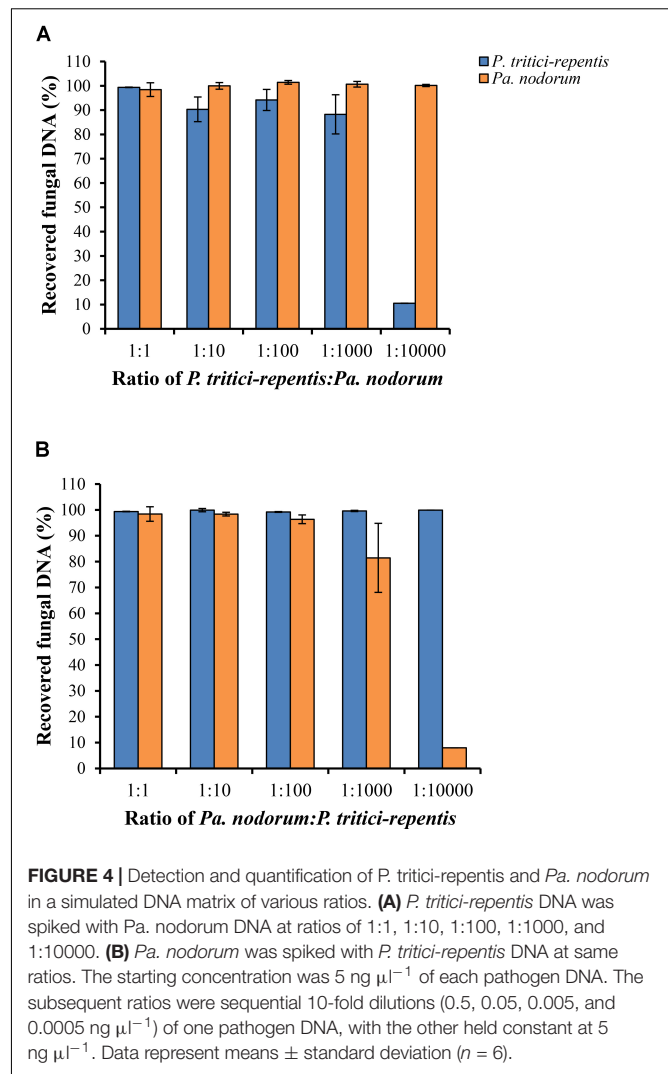 A
P. tritici-repentis
Pa. nodorum
Recovered fungal DNA (%)
110
100
90
80
70
60
50
40
30
20
10
0
1:1 1:10 1:100 1:1000 1:10000
Ratio of P. tritici-repentis:Pa. nodorum
B
Recovered fungal DNA (%)
110
100
90
80
70
60
50
40
30
20
10
0
1:1 1:10 1:100 1:1000 1:10000
Ratio of Pa. nodorum:P. tritici-repentis
FIGURE 4 | Detection and quantification of P. tritici-repentis and Pa. nodorum
in a simulated DNA matrix of various ratios. (A) P. tritici-repentis DNA was
spiked with Pa. nodorum DNA at ratios of 1:1, 1:10, 1:100, 1:1000, and
1:10000. (B) Pa. nodorum was spiked with P. tritici-repentis DNA at same
ratios. The starting concentration was 5 ng μl⁻¹ of each pathogen DNA. The
subsequent ratios were sequential 10-fold dilutions (0.5, 0.05, 0.005, and
0.0005 ng μl⁻¹) of one pathogen DNA, with the other held constant at 5
ng μl⁻¹. Data represent means ± standard deviation (n = 6).